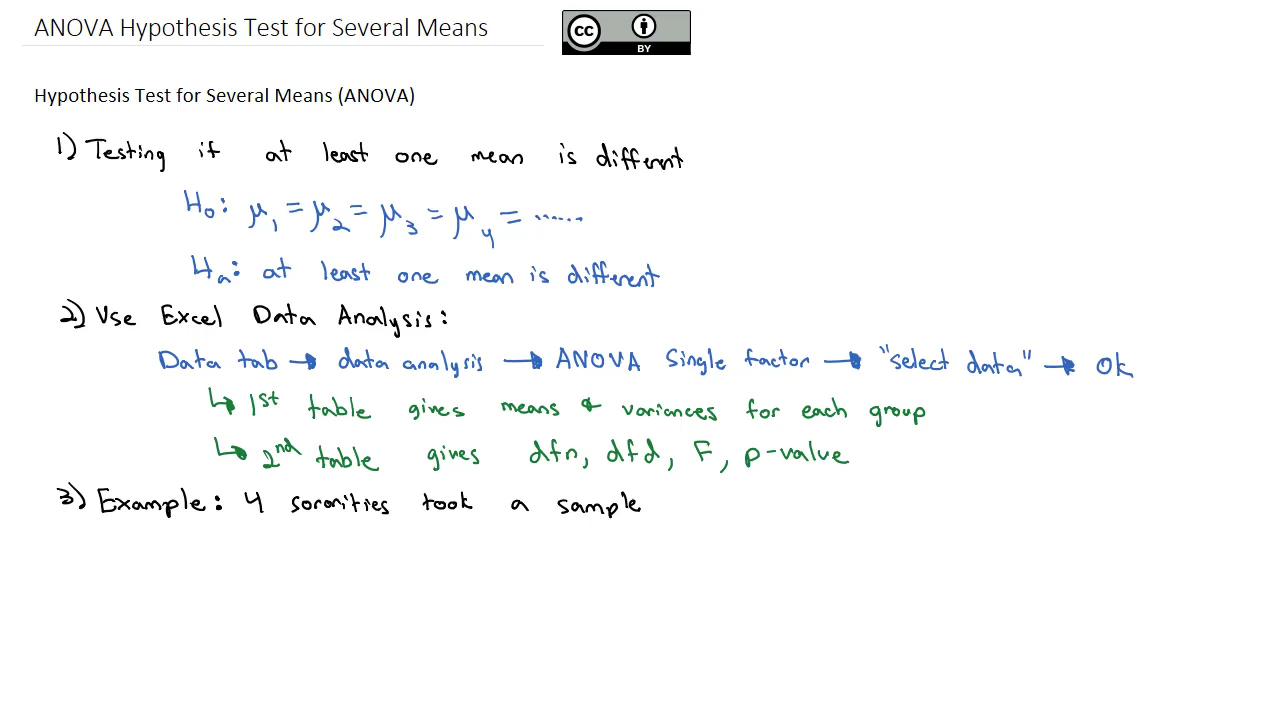 ANOVA Hypothesis Test for Several Means
cc BY
Hypothesis Test for Several Means (ANOVA)
1) Testing if at least one mean is different
H₀: μ₁ = μ₂ = μ₃ = μ₄ = ......
Hₐ: at least one mean is different
2) Use Excel Data Analysis:
Data tab → data analysis → ANOVA Single factor → "select data" → Ok
↳ 1st table gives means & variances for each group
↳ 2nd table gives dfn, dfd, F, p-value
3) Example: 4 sororities took a sample